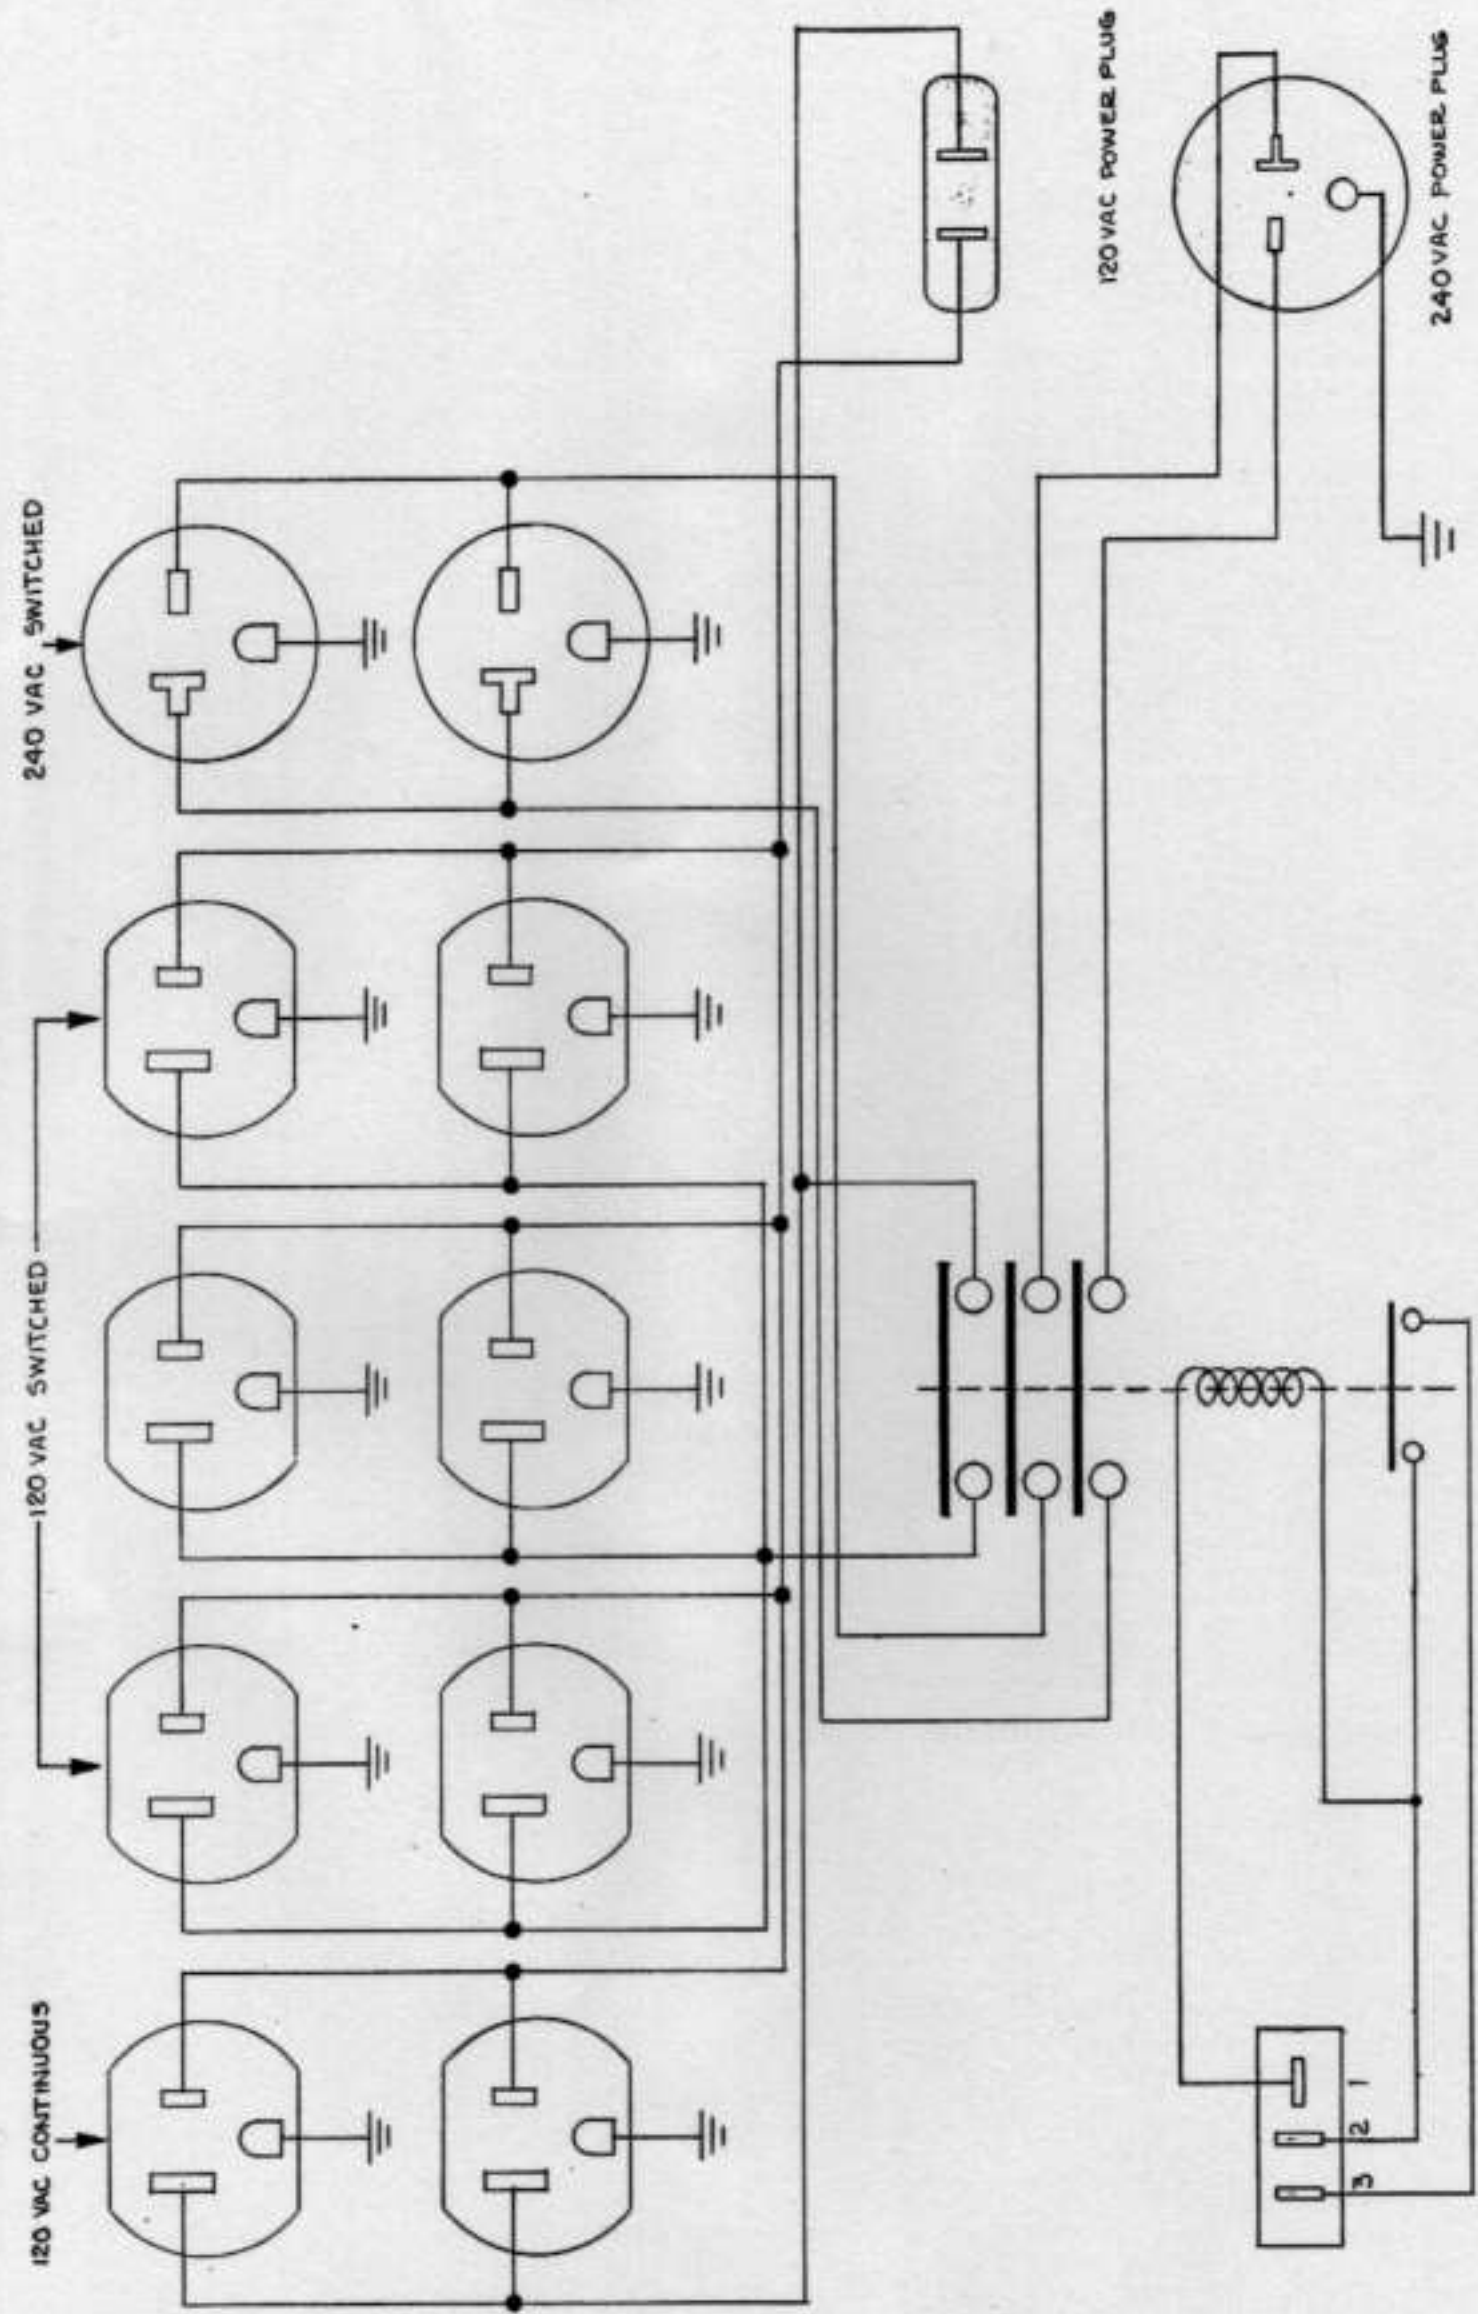 120 VAC CONTINUOUS
120 VAC SWITCHED
240 VAC SWITCHED
120 VAC POWER PLUG
240 VAC POWER PLUG
3 2 1